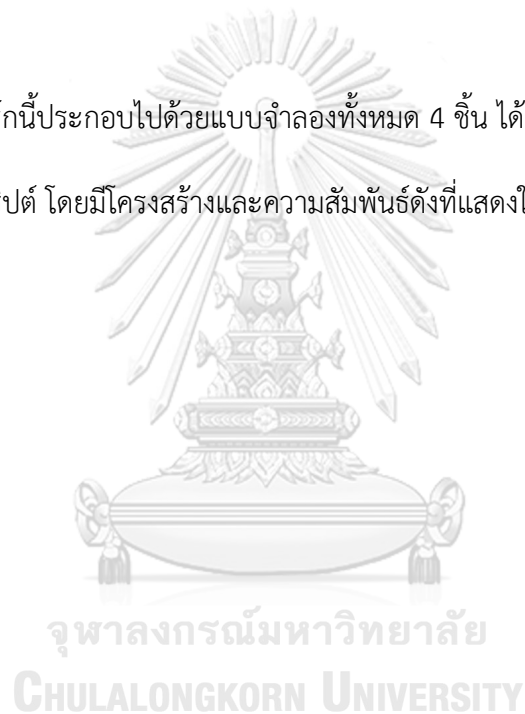 กนี้ประกอบไปด้วยแบบจำลองทั้งหมด 4 ชิ้น ได้
ปต์ โดยมีโครงสร้างและความสัมพันธ์ดังที่แสดงใ
จุฬาลงกรณ์มหาวิทยาลัย
CHULALONGKORN UNIVERSITY